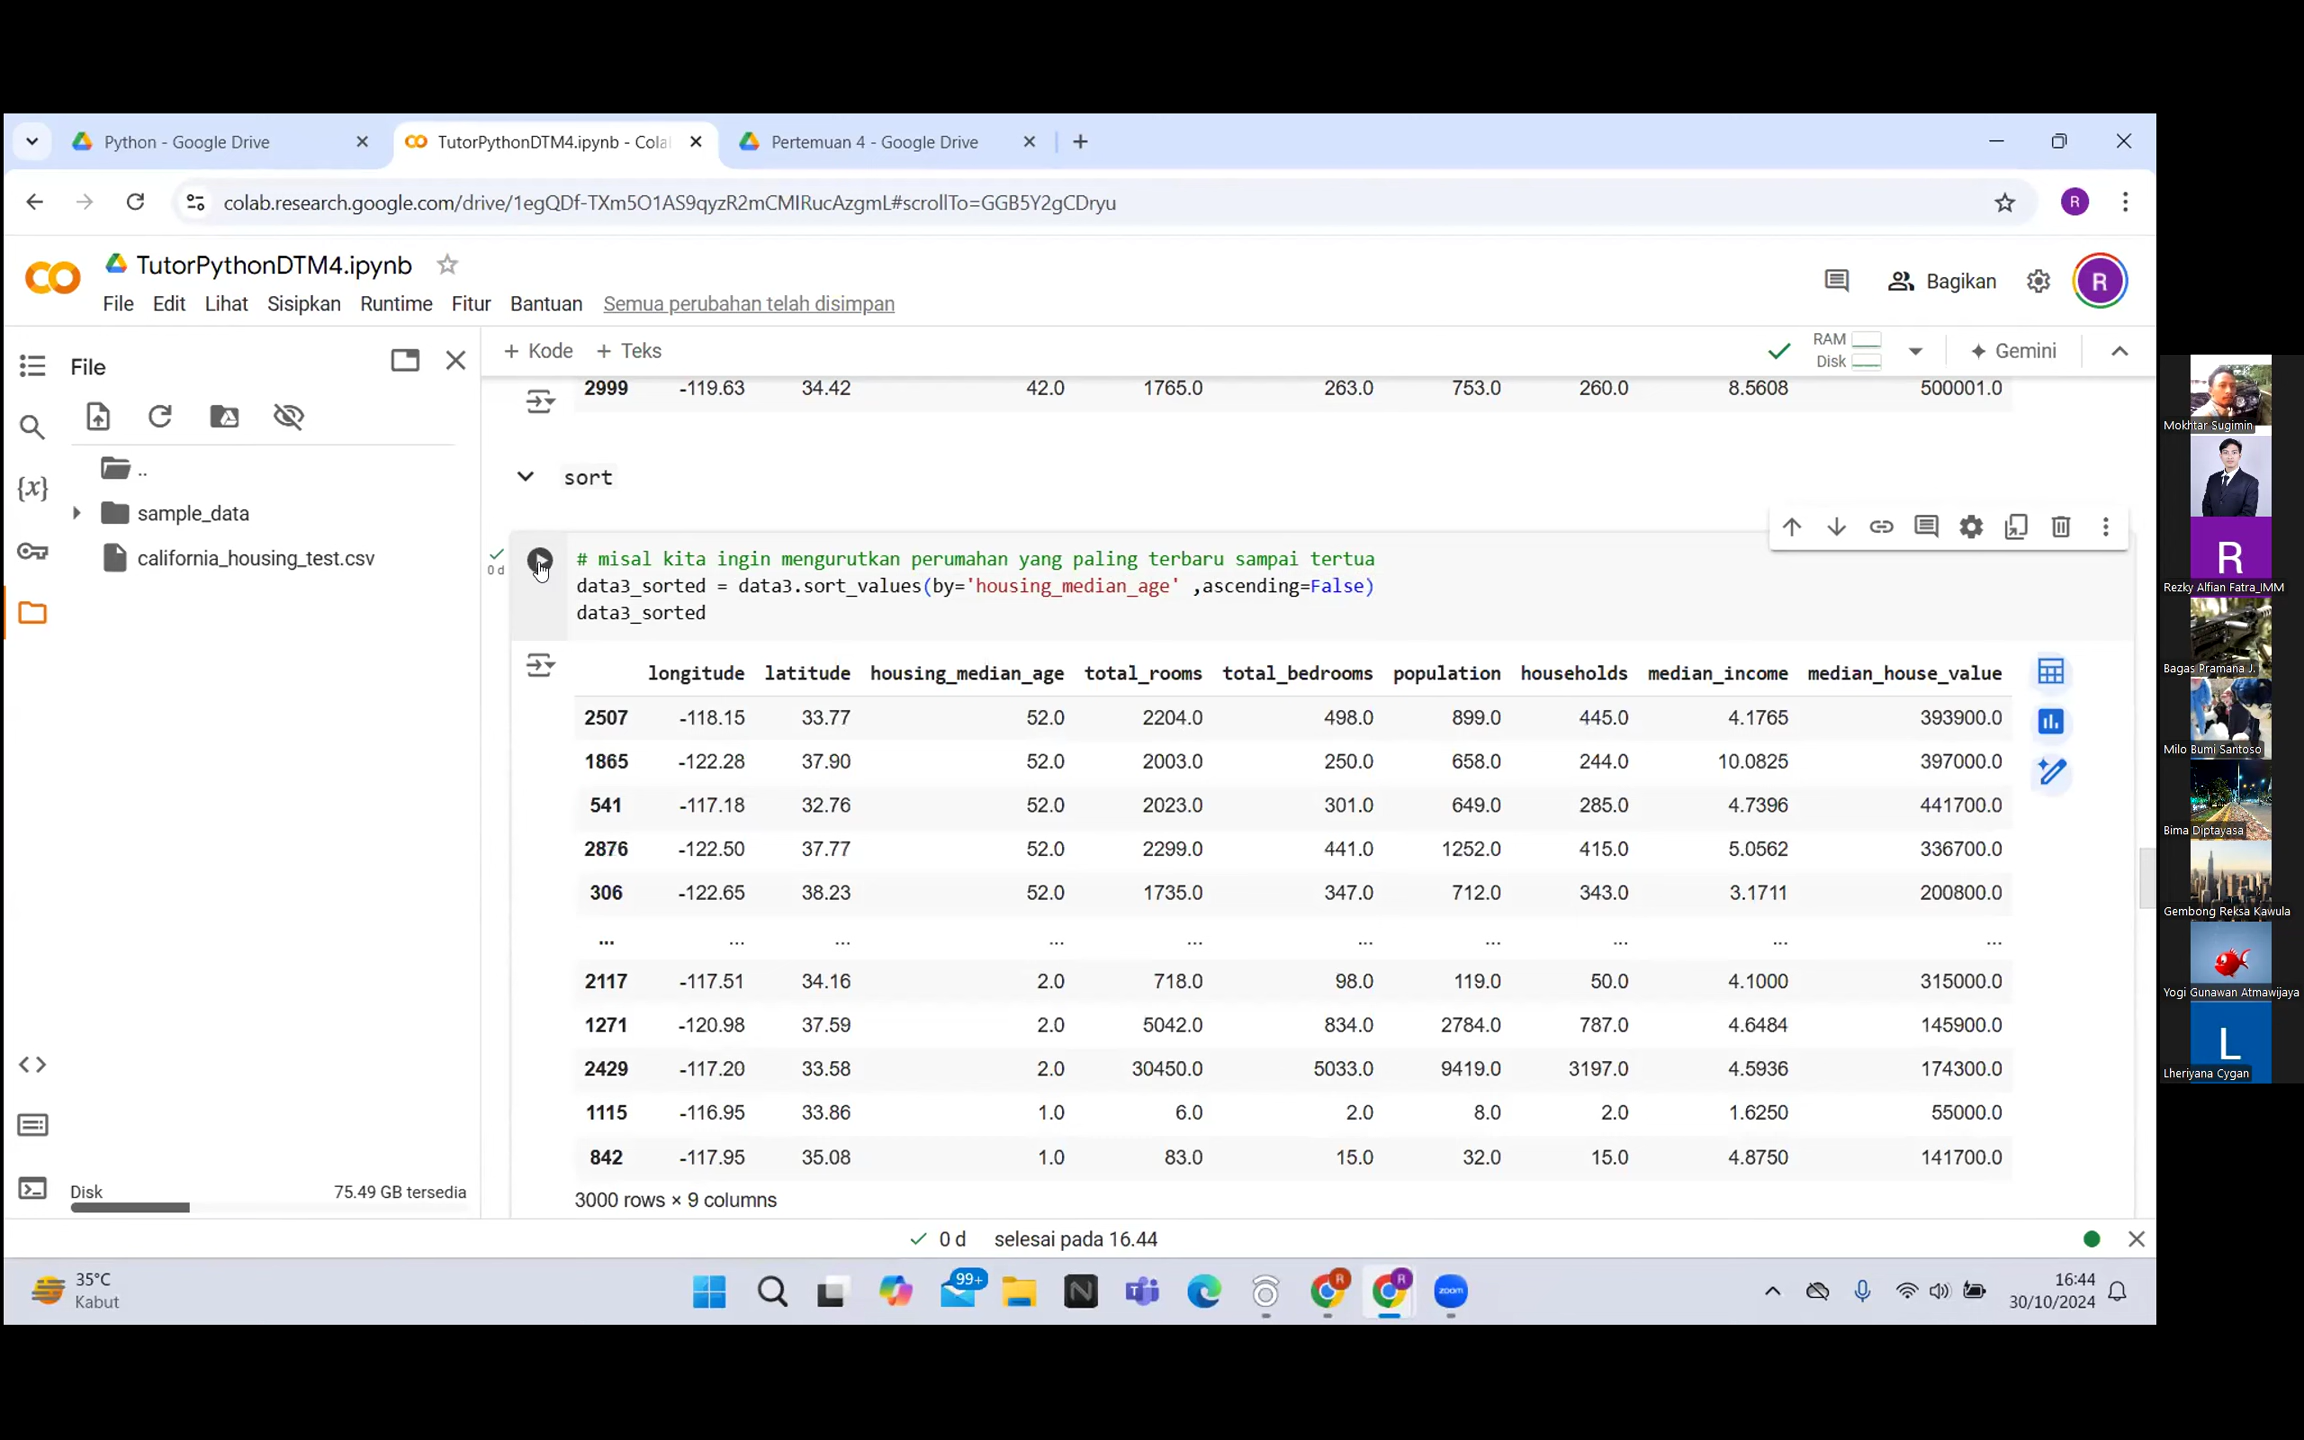 Python - Google Drive
TutorPythonDTM4.ipynb - Cola
Pertemuan 4 - Google Drive
colab.research.google.com/drive/1egQDf-TXm5O1AS9qyzR2mCMIRucAzgmL#scrollTo=GGB5Y2gCDryu
R
TutorPythonDTM4.ipynb
Bagikan
R
File Edit Lihat Sisipkan Runtime Fitur Bantuan Semua perubahan telah disimpan
File
+ Kode + Teks
RAM
Disk
Gemini
..
sample_data
california_housing_test.csv
{x}
Disk 75.49 GB tersedia
2999 -119.63 34.42 42.0 1765.0 263.0 753.0 260.0 8.5608 500001.0
sort
0 d
# misal kita ingin mengurutkan perumahan yang paling terbaru sampai tertua
data3_sorted = data3.sort_values(by='housing_median_age' ,ascending=False)
data3_sorted
longitude latitude housing_median_age total_rooms total_bedrooms population households median_income median_house_value
2507 -118.15 33.77 52.0 2204.0 498.0 899.0 445.0 4.1765 393900.0
1865 -122.28 37.90 52.0 2003.0 250.0 658.0 244.0 10.0825 397000.0
541 -117.18 32.76 52.0 2023.0 301.0 649.0 285.0 4.7396 441700.0
2876 -122.50 37.77 52.0 2299.0 441.0 1252.0 415.0 5.0562 336700.0
306 -122.65 38.23 52.0 1735.0 347.0 712.0 343.0 3.1711 200800.0
... ... ... ... ... ... ... ... ... ...
2117 -117.51 34.16 2.0 718.0 98.0 119.0 50.0 4.1000 315000.0
1271 -120.98 37.59 2.0 5042.0 834.0 2784.0 787.0 4.6484 145900.0
2429 -117.20 33.58 2.0 30450.0 5033.0 9419.0 3197.0 4.5936 174300.0
1115 -116.95 33.86 1.0 6.0 2.0 8.0 2.0 1.6250 55000.0
842 -117.95 35.08 1.0 83.0 15.0 32.0 15.0 4.8750 141700.0
3000 rows × 9 columns
0 d selesai pada 16.44
35°C
Kabut
99+
N
R
R
zoom
16:44
30/10/2024
Mokhtar Sugimin
R
Rezky Alfian Fatra_IMM
Bagas Pramana J.
Milo Bumi Santoso
Bima Diptayasa
Gembong Reksa Kawula
Yogi Gunawan Atmawijaya
L
Lheriyana Cygan